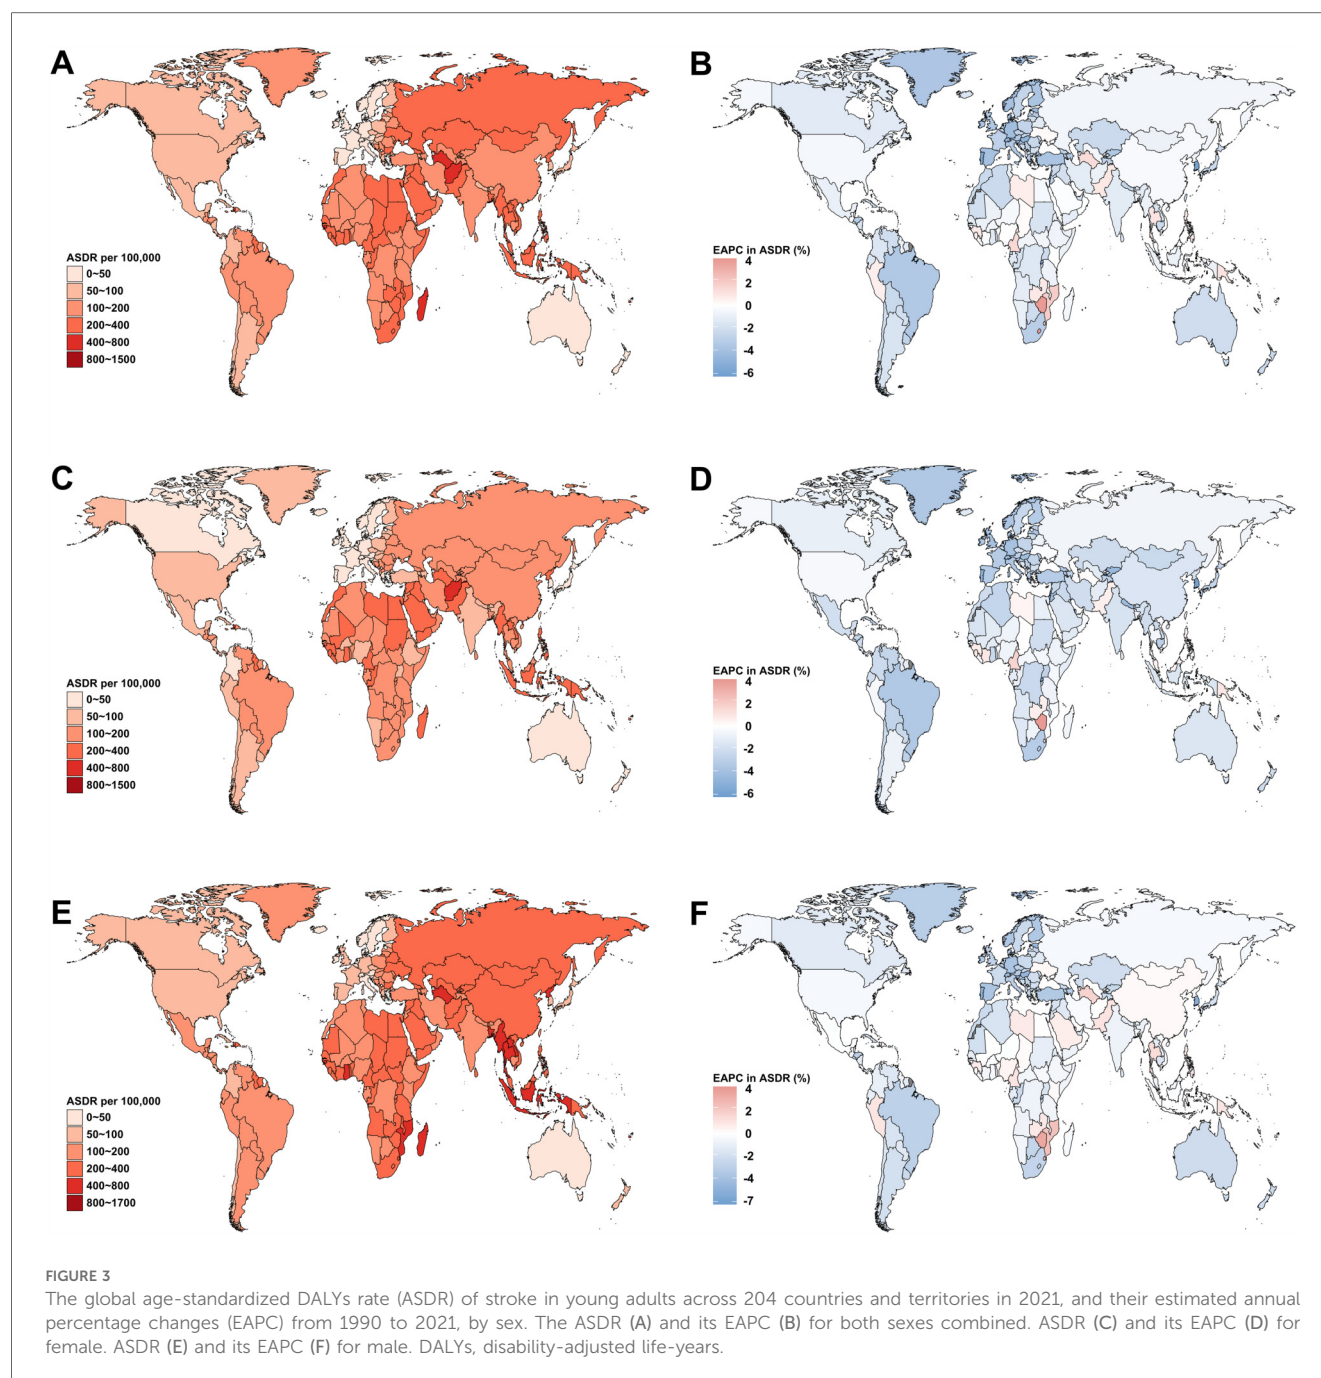 A
ASDR per 100,000
0~50
50~100
100~200
200~400
400~800
800~1500
B
EAPC in ASDR (%)
4
2
0
-2
-4
-6
C
ASDR per 100,000
0~50
50~100
100~200
200~400
400~800
800~1500
D
EAPC in ASDR (%)
4
2
0
-2
-4
-6
E
ASDR per 100,000
0~50
50~100
100~200
200~400
400~800
800~1700
F
EAPC in ASDR (%)
4
2
0
-2
-4
-7
FIGURE 3
The global age-standardized DALYs rate (ASDR) of stroke in young adults across 204 countries and territories in 2021, and their estimated annual
percentage changes (EAPC) from 1990 to 2021, by sex. The ASDR (A) and its EAPC (B) for both sexes combined. ASDR (C) and its EAPC (D) for
female. ASDR (E) and its EAPC (F) for male. DALYs, disability-adjusted life-years.